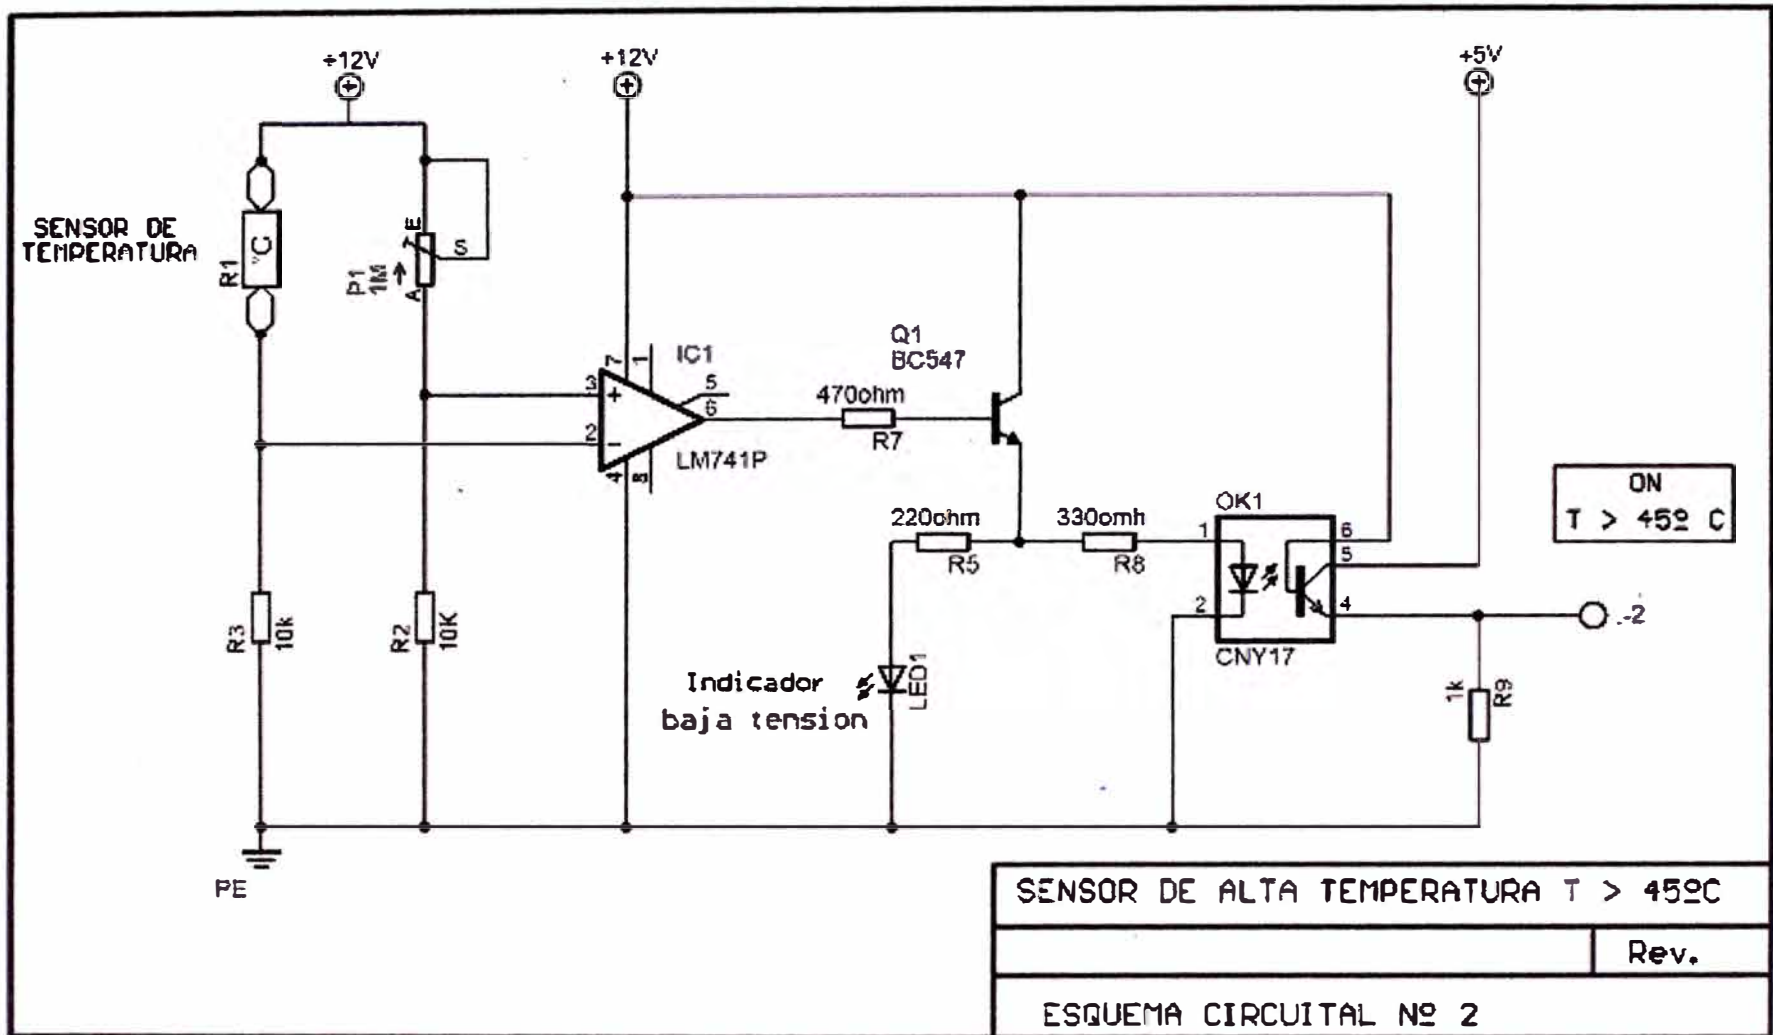 +12V
+12V
+5V
SENSOR DE
TEMPERATURA
R1
°C
P1
1M
E
S
A
IC1
7
1
3
+
5
6
2
-
4
8
LM741P
Q1
BC547
470ohm
R7
220ohm
R5
330omh
R8
OK1
1
2
6
5
4
CNY17
ON
T > 45º C
-2
R3
10k
R2
10K
Indicador
baja tension
LED1
1k
R9
PE
SENSOR DE ALTA TEMPERATURA T > 45ºC
Rev.
ESQUEMA CIRCUITAL Nº 2